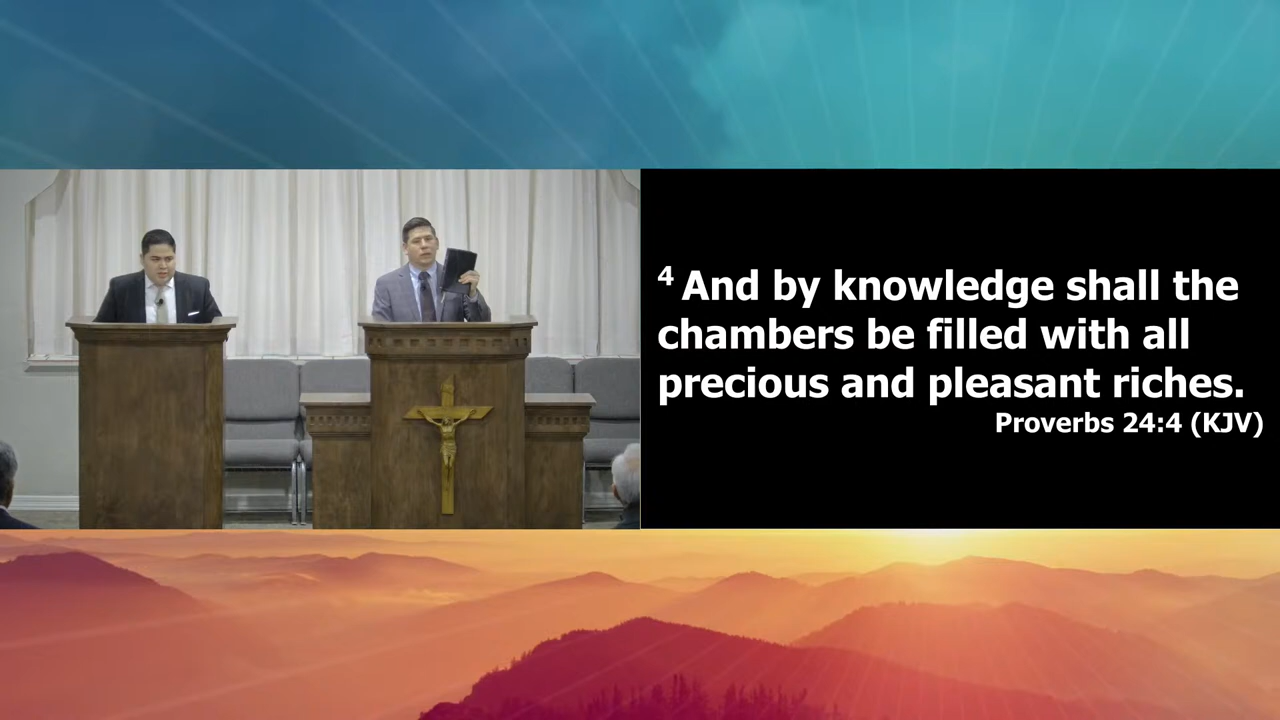 4 And by knowledge shall the
chambers be filled with all
precious and pleasant riches.
Proverbs 24:4 (KJV)